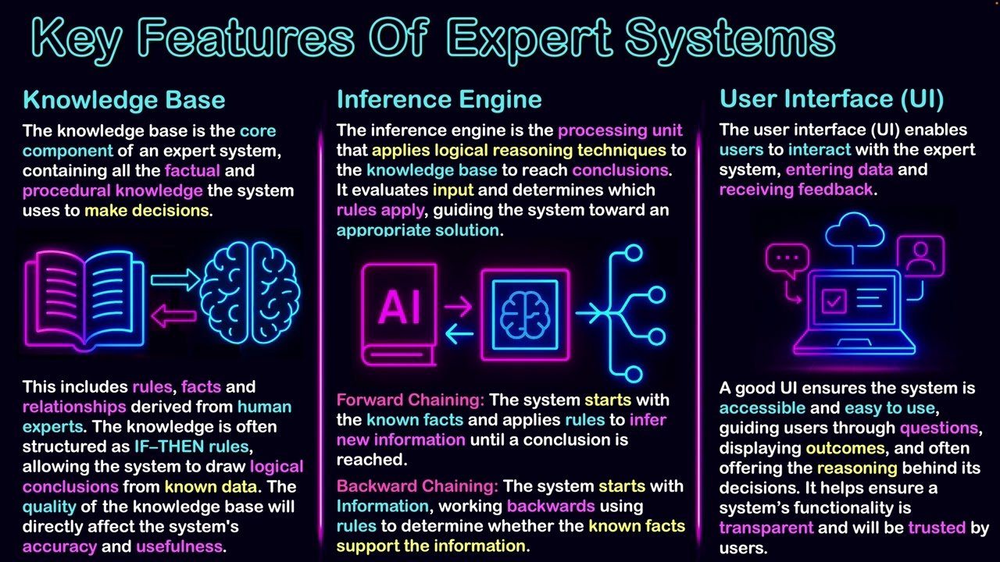 Key Features Of Expert Systems
Knowledge Base
The knowledge base is the core
component of an expert system,
containing all the factual and
procedural knowledge the system
uses to make decisions.
This includes rules, facts and
relationships derived from human
experts. The knowledge is often
structured as IF–THEN rules,
allowing the system to draw logical
conclusions from known data. The
quality of the knowledge base will
directly affect the system's
accuracy and usefulness.
Inference Engine
The inference engine is the processing unit
that applies logical reasoning techniques to
the knowledge base to reach conclusions.
It evaluates input and determines which
rules apply, guiding the system toward an
appropriate solution.
AI
Forward Chaining: The system starts with
the known facts and applies rules to infer
new information until a conclusion is
reached.
Backward Chaining: The system starts with
Information, working backwards using
rules to determine whether the known facts
support the information.
User Interface (UI)
The user interface (UI) enables
users to interact with the expert
system, entering data and
receiving feedback.
A good UI ensures the system is
accessible and easy to use,
guiding users through questions,
displaying outcomes, and often
offering the reasoning behind its
decisions. It helps ensure a
system’s functionality is
transparent and will be trusted by
users.